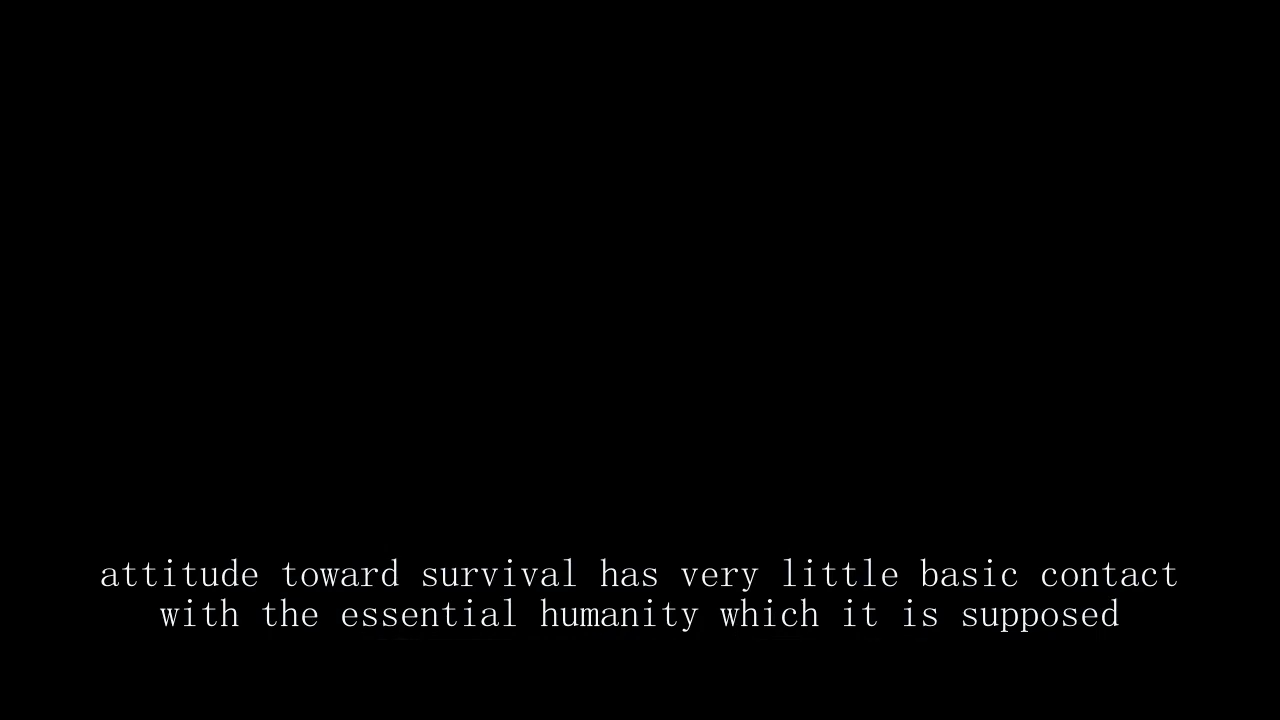 attitude toward survival has very little basic contact
with the essential humanity which it is supposed